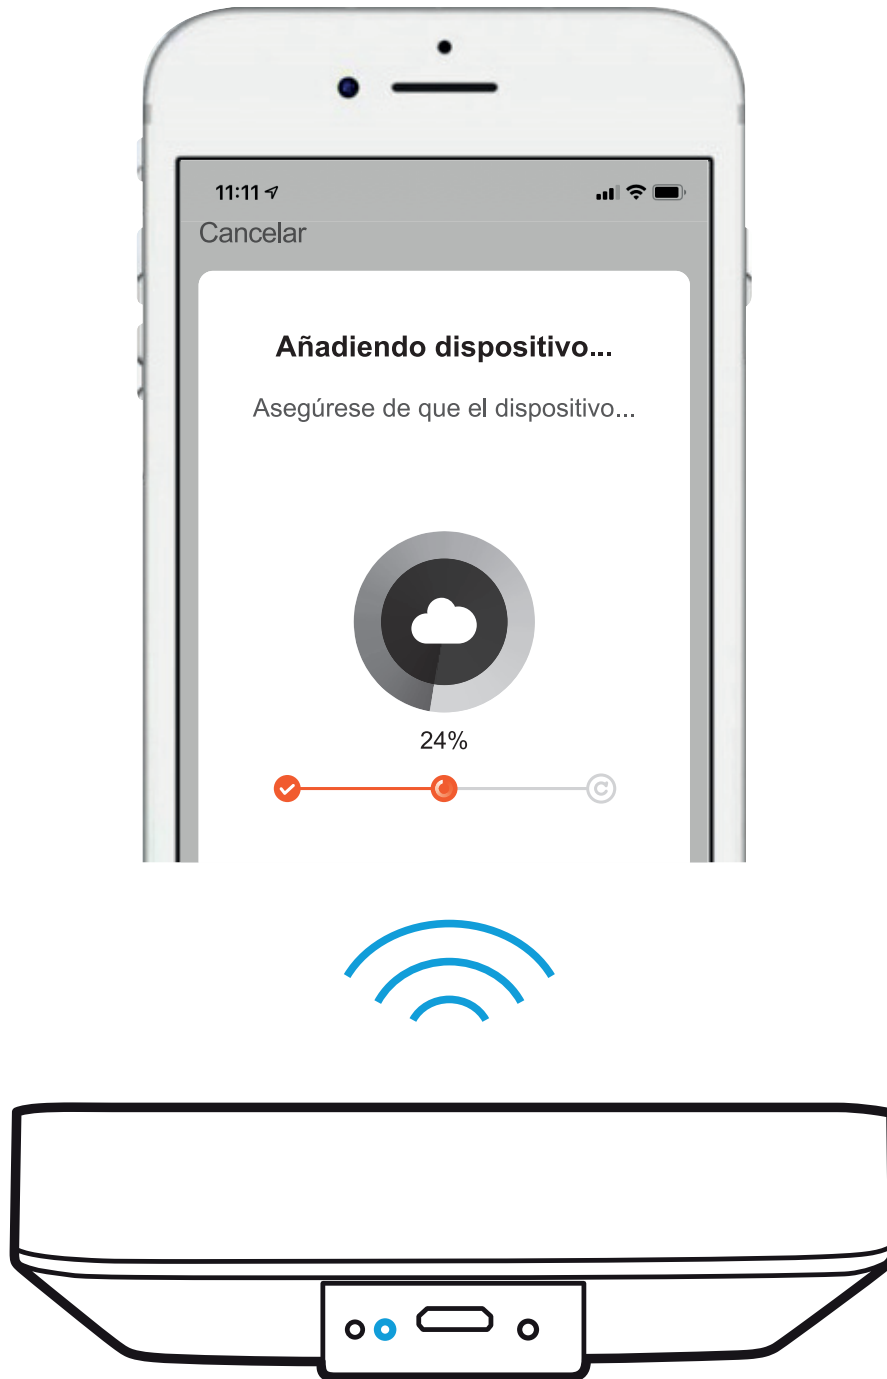 11:11
Cancelar
Añadiendo dispositivo...
Asegúrese de que el dispositivo...
24%